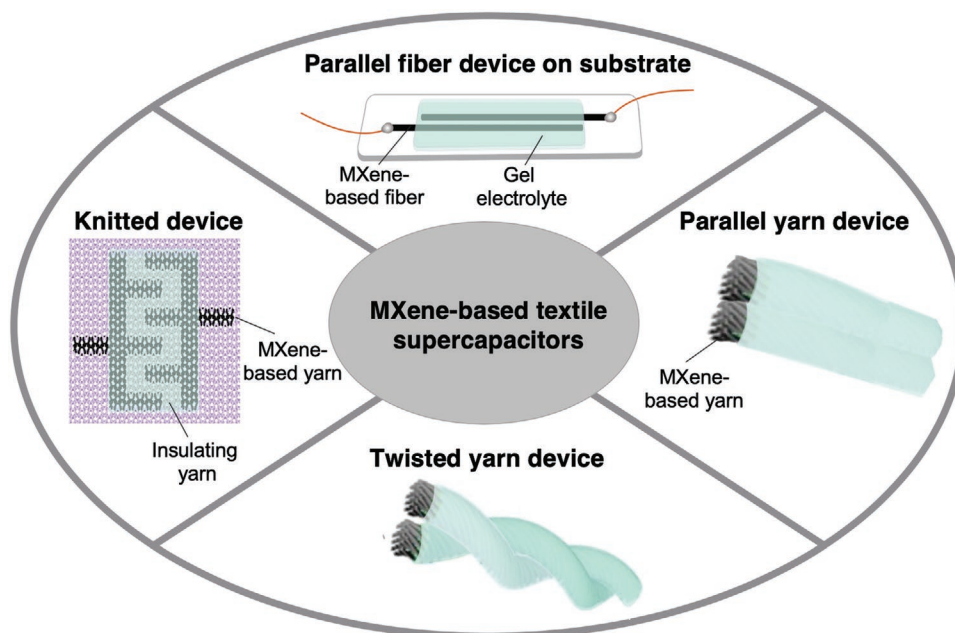 Parallel fiber device on substrate
MXene-
based fiber
Gel
electrolyte
Knitted device
MXene-
based yarn
Insulating
yarn
MXene-based textile
supercapacitors
Parallel yarn device
MXene-
based yarn
Twisted yarn device